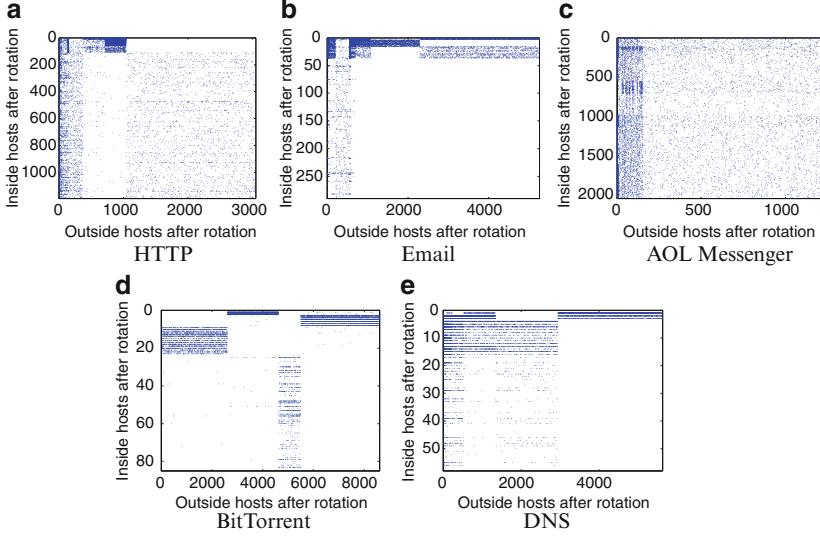 a
Inside hosts after rotation
0
200
400
600
800
1000
0 1000 2000 3000
Outside hosts after rotation
HTTP
b
Inside hosts after rotation
0
50
100
150
200
250
0 2000 4000
Outside hosts after rotation
Email
c
Inside hosts after rotation
0
500
1000
1500
2000
0 500 1000
Outside hosts after rotation
AOL Messenger
d
Inside hosts after rotation
0
20
40
60
80
0 2000 4000 6000 8000
Outside hosts after rotation
BitTorrent
e
Inside hosts after rotation
0
10
20
30
40
50
0 2000 4000
Outside hosts after rotation
DNS